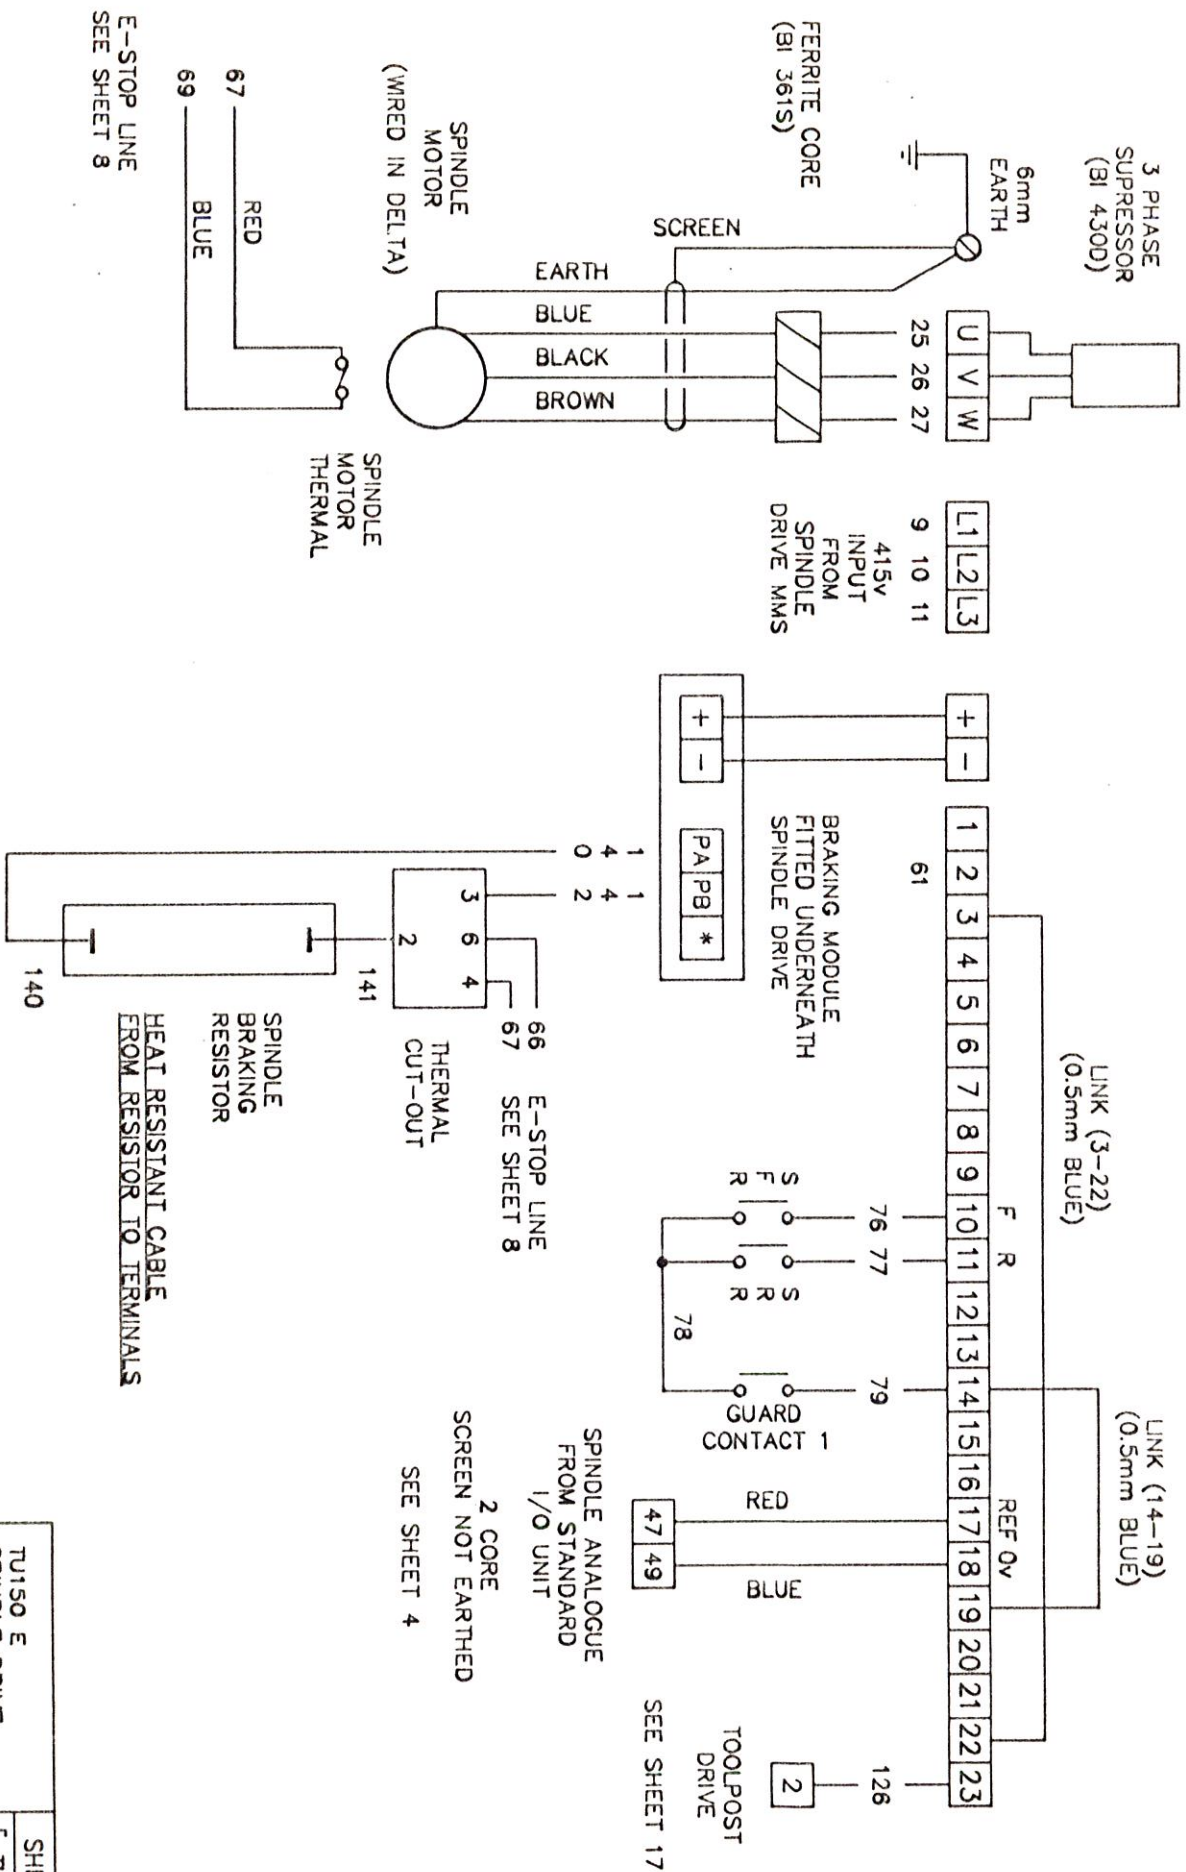 3 PHASE
SUPRESSOR
(BI 430D)
6mm
EARTH
FERRITE CORE
(BI 361S)
SCREEN
EARTH
BLUE
BLACK
BROWN
25 26 27
U V W
SPINDLE
MOTOR
(WIRED IN DELTA)
67
RED
69
BLUE
E-STOP LINE
SEE SHEET 8
SPINDLE
MOTOR
THERMAL
L1 L2 L3
9 10 11
415v
INPUT
FROM
SPINDLE
DRIVE MMS
+ -
+ -
PA PB *
BRAKING MODULE
FITTED UNDERNEATH
SPINDLE DRIVE
140
142
3 6 4
2
66 E-STOP LINE
67 SEE SHEET 8
THERMAL
CUT-OUT
141
140
SPINDLE
BRAKING
RESISTOR
HEAT RESISTANT CABLE
FROM RESISTOR TO TERMINALS
LINK (3-22)
(0.5mm BLUE)
LINK (14-19)
(0.5mm BLUE)
F R
REF 0v
1 2 3 4 5 6 7 8 9 10 11 12 13 14 15 16 17 18 19 20 21 22 23
61
76 77
79
SFR
SRR
78
GUARD
CONTACT 1
RED
BLUE
47 49
SPINDLE ANALOGUE
FROM STANDARD
I/O UNIT
2 CORE
SCREEN NOT EARTHED
SEE SHEET 4
126
2
TOOLPOST
DRIVE
SEE SHEET 17
TU150 E